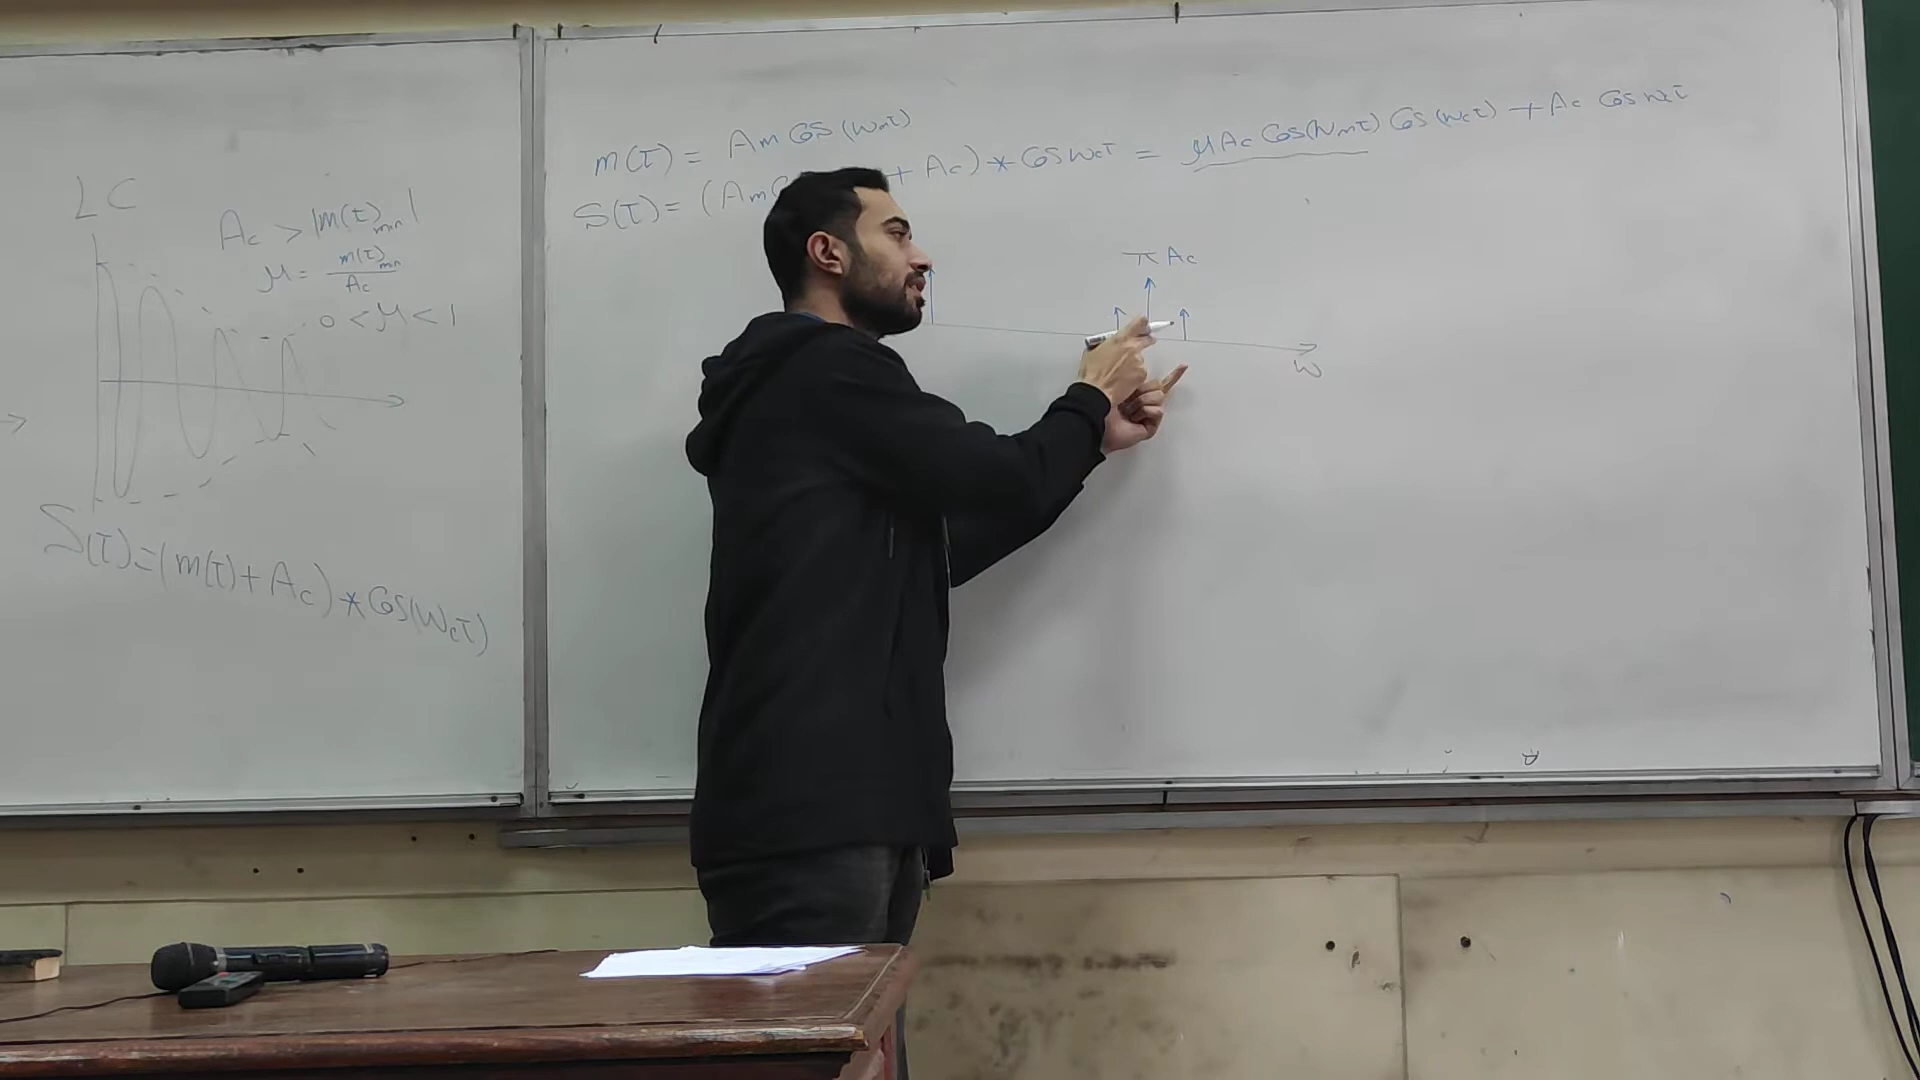 LC
Ac > |m(t)min|
μ = m(t)min / Ac
0 < μ < 1
S(t)=(m(t)+Ac)*Cos(wct)
m(t) = Am Cos(wmt)
S(t) = (Am + Ac) * Cos wct = μAc Cos(wmt) Cos(wct) + Ac Cos wct
π Ac
w